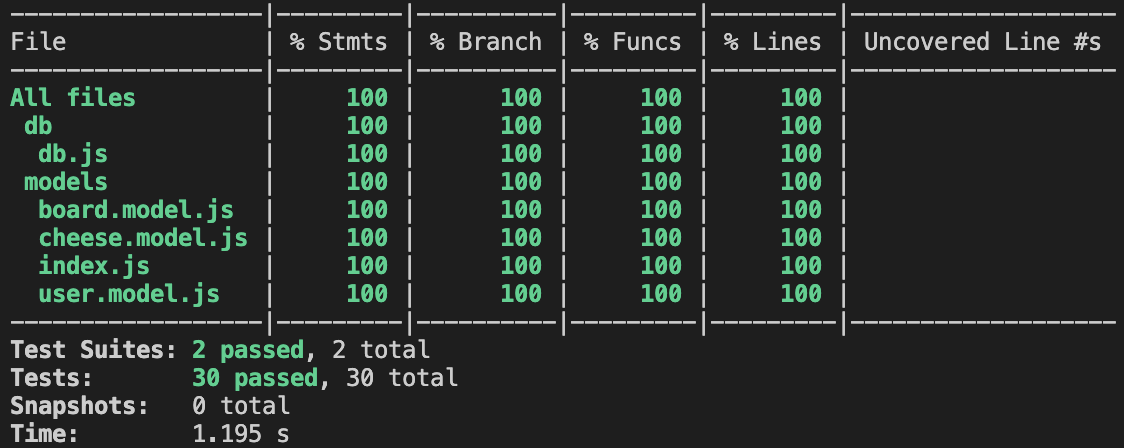 -------------------|---------|----------|---------|---------|-------------------
File               | % Stmts | % Branch | % Funcs | % Lines | Uncovered Line #s
-------------------|---------|----------|---------|---------|-------------------
All files          |     100 |      100 |     100 |     100 |
 db                |     100 |      100 |     100 |     100 |
  db.js            |     100 |      100 |     100 |     100 |
 models            |     100 |      100 |     100 |     100 |
  board.model.js   |     100 |      100 |     100 |     100 |
  cheese.model.js  |     100 |      100 |     100 |     100 |
  index.js         |     100 |      100 |     100 |     100 |
  user.model.js    |     100 |      100 |     100 |     100 |
-------------------|---------|----------|---------|---------|-------------------
Test Suites: 2 passed, 2 total
Tests:       30 passed, 30 total
Snapshots:   0 total
Time:        1.195 s